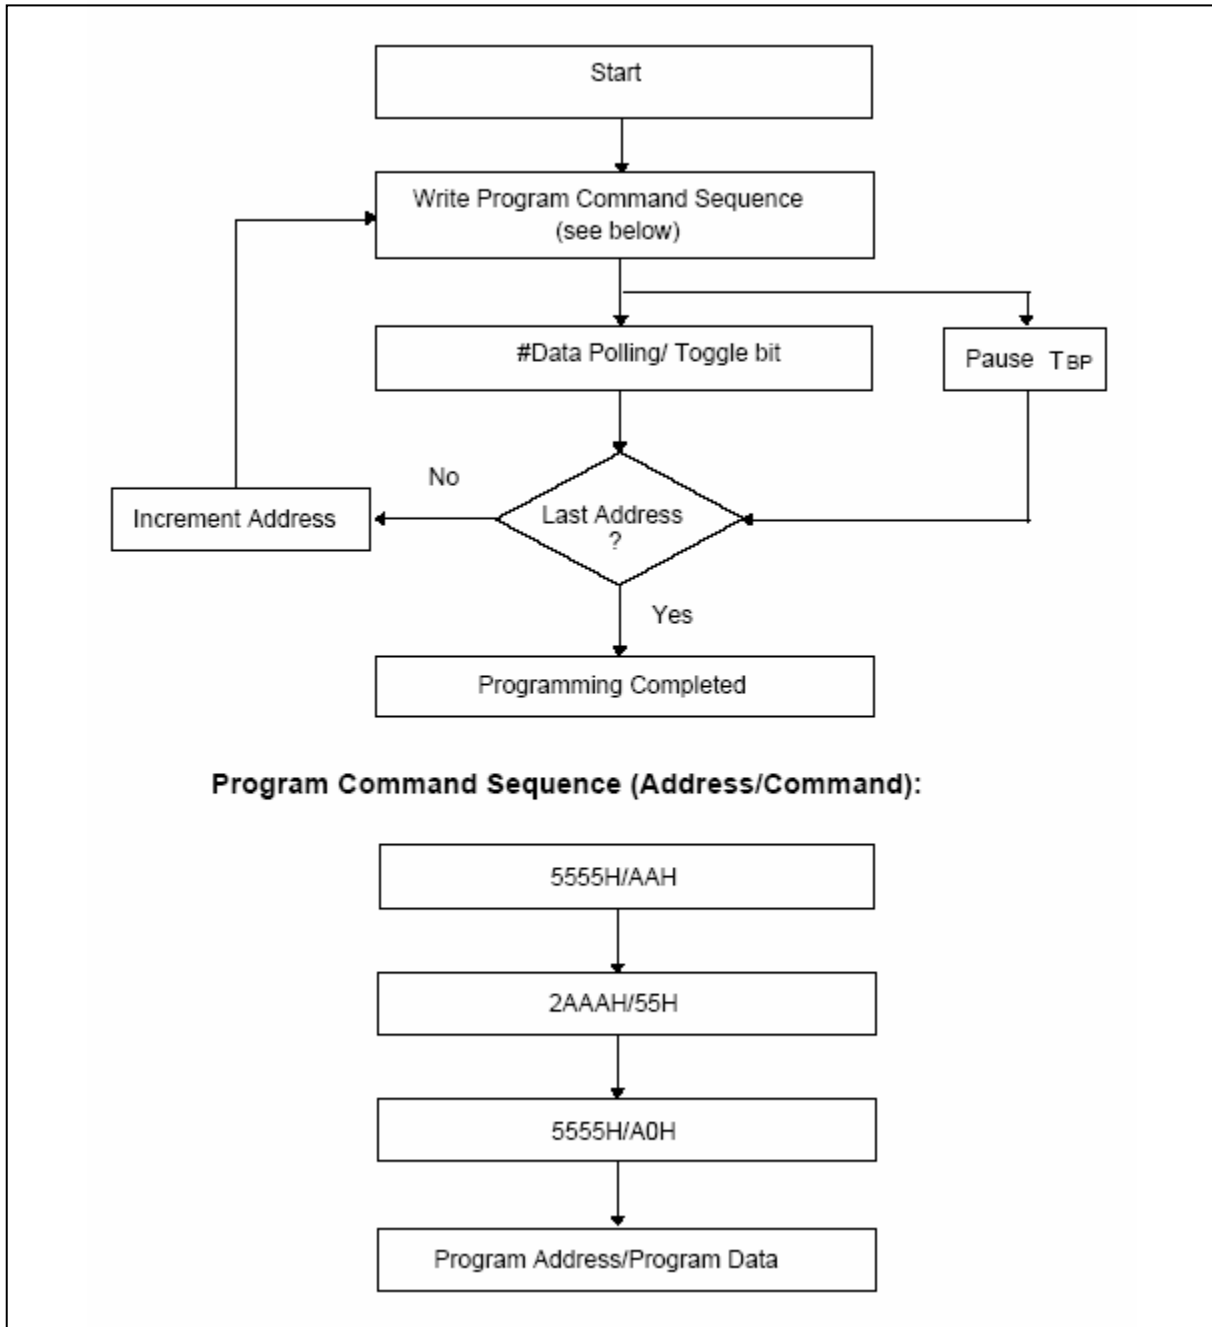 Start
Write Program Command Sequence
(see below)
#Data Polling/ Toggle bit
Pause TBP
No
Increment Address
Last Address
?
Yes
Programming Completed
Program Command Sequence (Address/Command):
5555H/AAH
2AAAH/55H
5555H/A0H
Program Address/Program Data